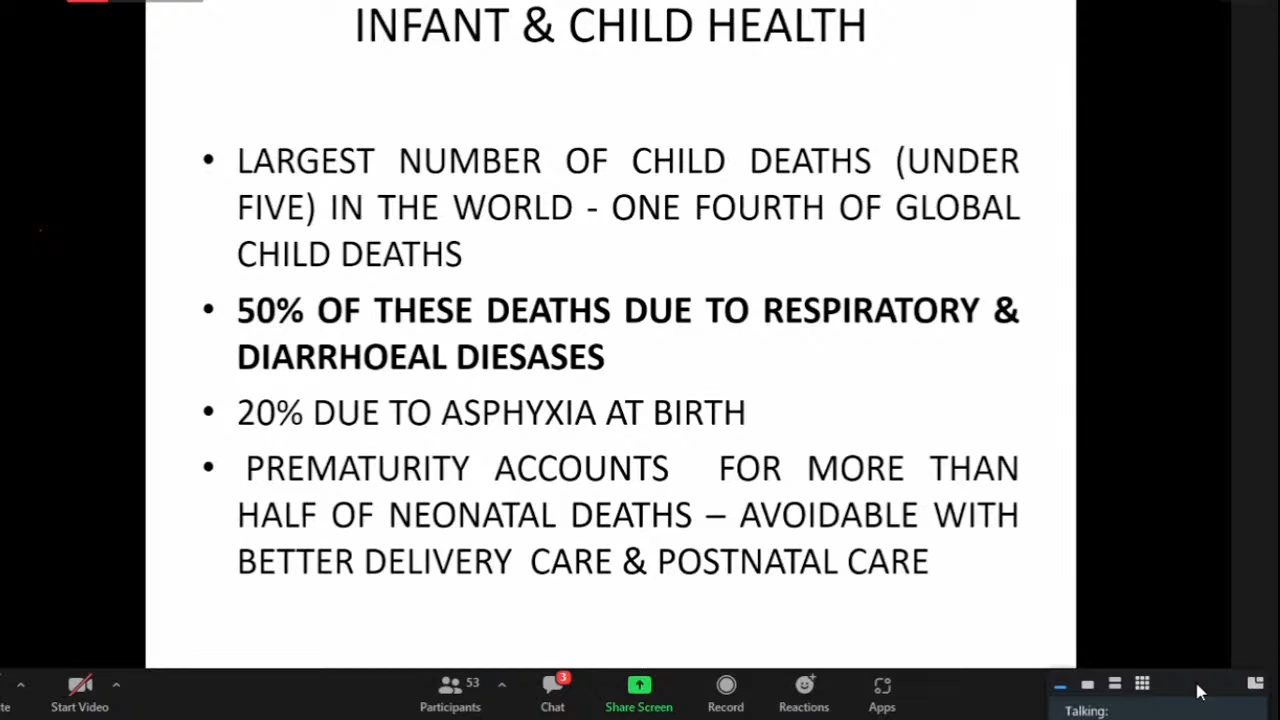 INFANT & CHILD HEALTH
• LARGEST NUMBER OF CHILD DEATHS (UNDER
FIVE) IN THE WORLD - ONE FOURTH OF GLOBAL
CHILD DEATHS
• 50% OF THESE DEATHS DUE TO RESPIRATORY &
DIARRHOEAL DIESASES
• 20% DUE TO ASPHYXIA AT BIRTH
• PREMATURITY ACCOUNTS FOR MORE THAN
HALF OF NEONATAL DEATHS – AVOIDABLE WITH
BETTER DELIVERY CARE & POSTNATAL CARE
53 3
te Start Video Participants Chat Share Screen Record Reactions Apps
Talking: